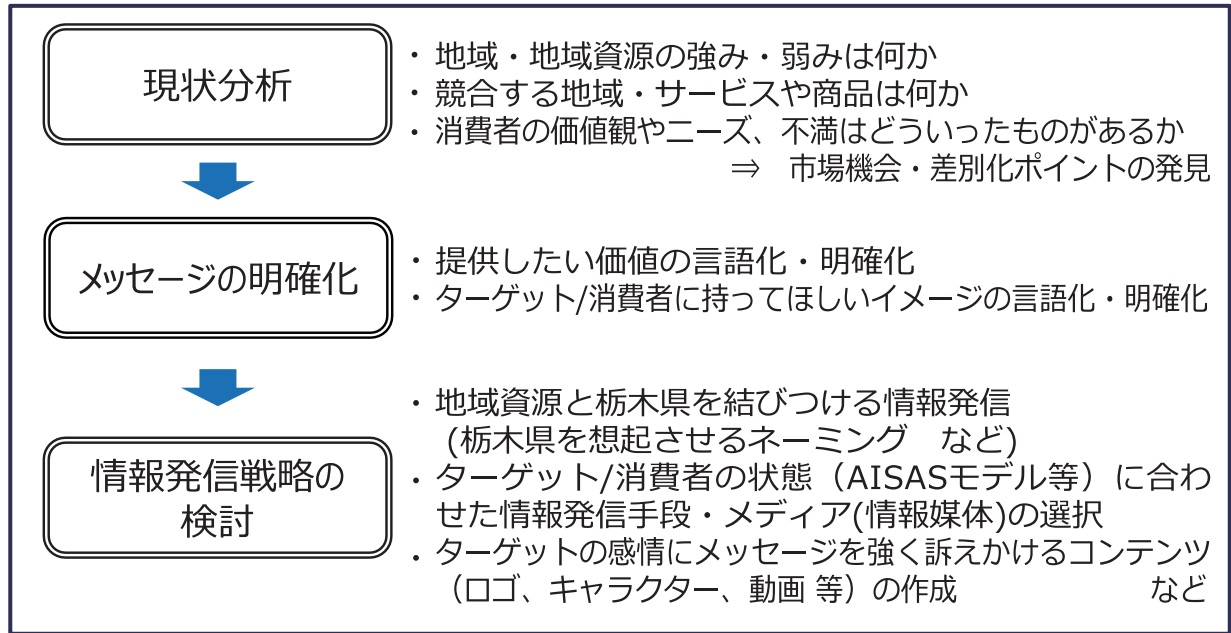 現状分析
・ 地域・地域資源の強み・弱みは何か
・ 競合する地域・サービスや商品は何か
・ 消費者の価値観やニーズ、不満はどういったものがあるか
⇒　市場機会・差別化ポイントの発見
メッセージの明確化
・ 提供したい価値の言語化・明確化
・ ターゲット/消費者に持ってほしいイメージの言語化・明確化
情報発信戦略の
検討
・ 地域資源と栃木県を結びつける情報発信
(栃木県を想起させるネーミング　など)
・ ターゲット/消費者の状態（AISASモデル等）に合わ
せた情報発信手段・メディア(情報媒体)の選択
・ ターゲットの感情にメッセージを強く訴えかけるコンテンツ
（ロゴ、キャラクター、動画 等）の作成　　　　　　など